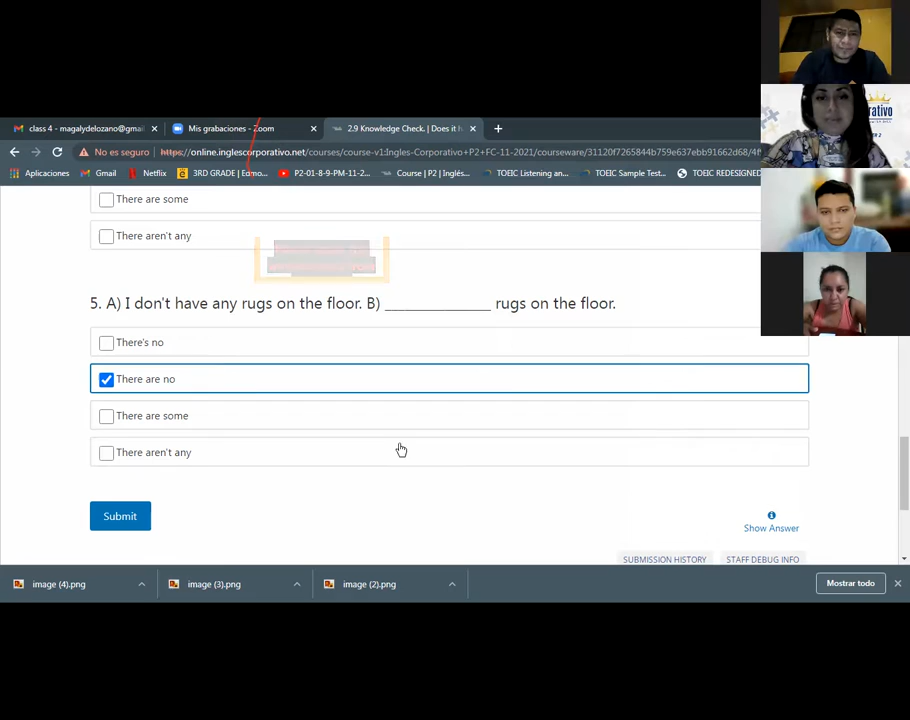 class 4 - magalydelozano@gmai
Mis grabaciones - Zoom
2.9 Knowledge Check. | Does it h
No es seguro
https://online.inglescorporativo.net/courses/course-v1:Ingles-Corporativo+P2+FC-11-2021/courseware/31120f7265844b759e637ebb91662d68/4f
Aplicaciones
Gmail
Netflix
3RD GRADE | Edmo...
P2-01-8-9-PM-11-2...
Course | P2 | Inglés...
TOEIC Listening an...
TOEIC Sample Test...
TOEIC REDESIGNED
There are some
There aren't any
5. A) I don't have any rugs on the floor. B) ______________ rugs on the floor.
There's no
There are no
There are some
There aren't any
Submit
Show Answer
SUBMISSION HISTORY
STAFF DEBUG INFO
image (4).png
image (3).png
image (2).png
Mostrar todo